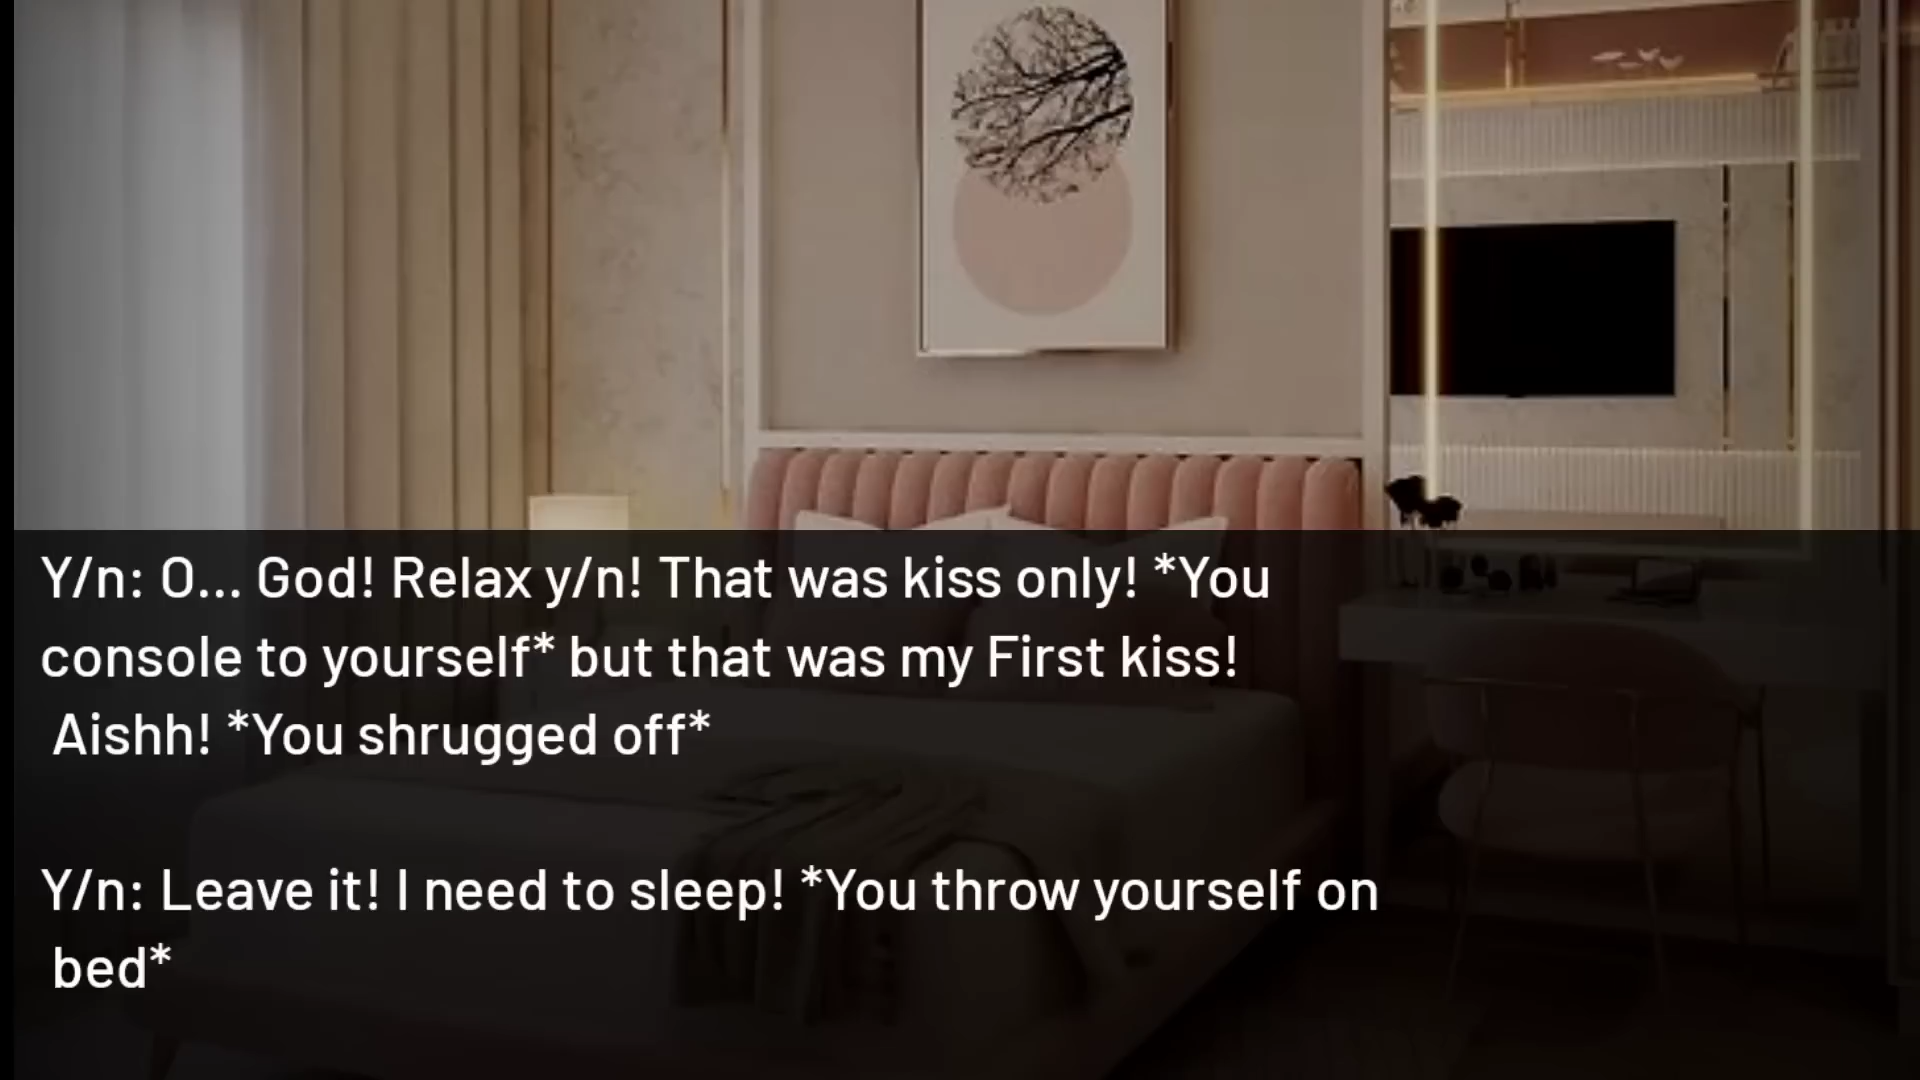 Y/n: O... God! Relax y/n! That was kiss only! *You
console to yourself* but that was my First kiss!
Aishh! *You shrugged off*
Y/n: Leave it! I need to sleep! *You throw yourself on
bed*